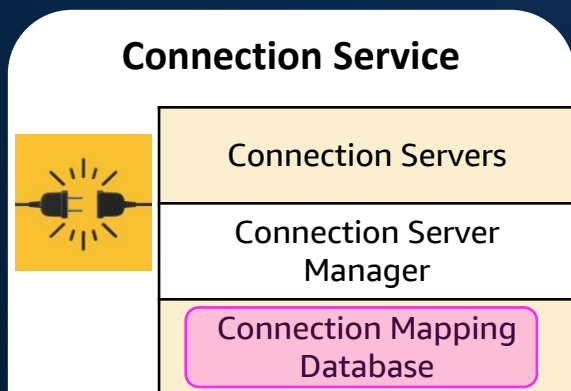 Connection Service
Connection Servers
Connection Server
Manager
Connection Mapping
Database